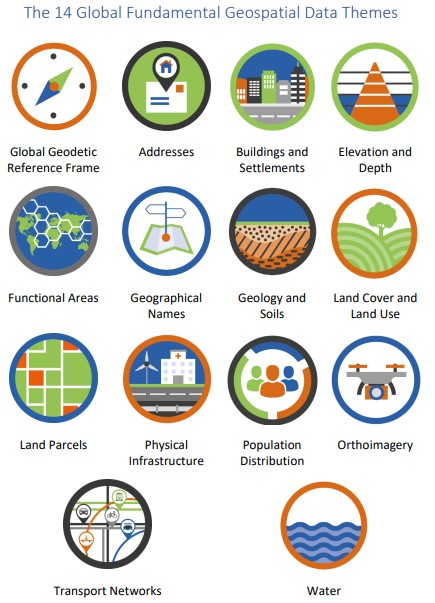 The 14 Global Fundamental Geospatial Data Themes
Global Geodetic
Reference Frame
Addresses
Buildings and
Settlements
Elevation and
Depth
Functional Areas
Geographical
Names
Geology and
Soils
Land Cover and
Land Use
Land Parcels
Physical
Infrastructure
Population
Distribution
Orthoimagery
Transport Networks
Water